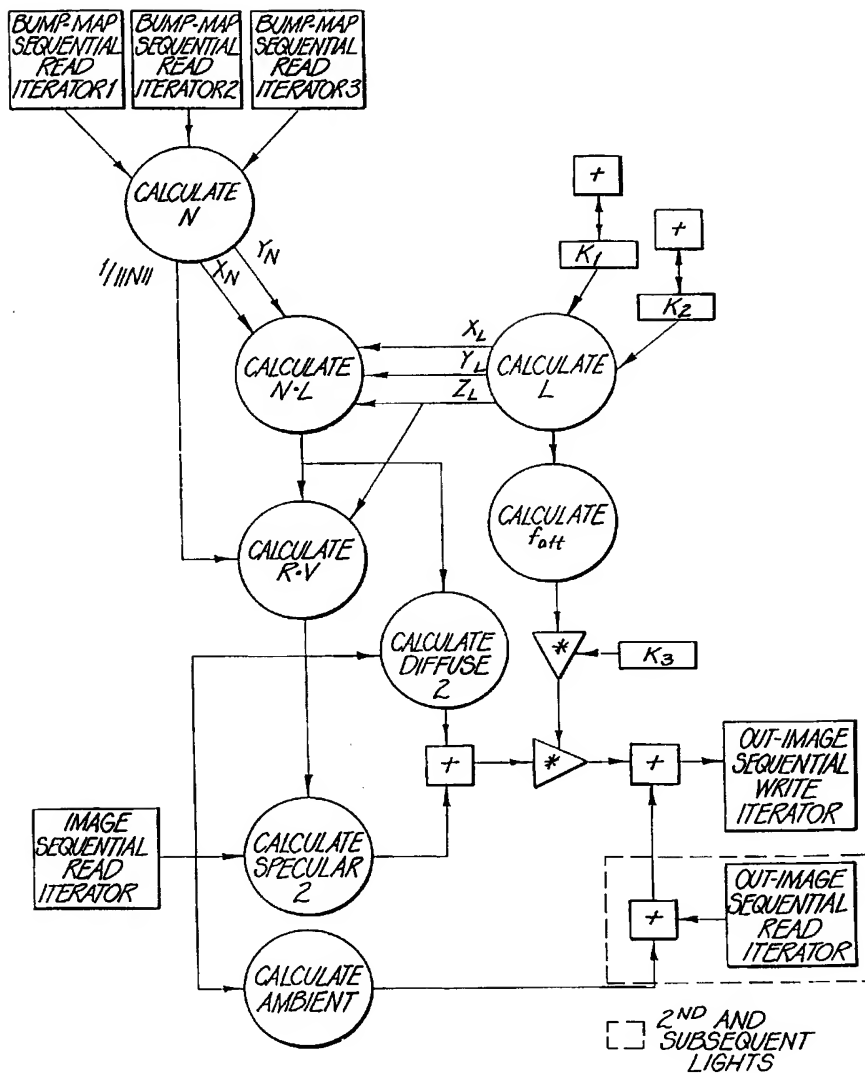 BUMP-MAP
SEQUENTIAL
READ
ITERATOR1
BUMP-MAP
SEQUENTIAL
READ
ITERATOR2
BUMP-MAP
SEQUENTIAL
READ
ITERATOR3
CALCULATE
N
+
+
1/||N||
XN
YN
K1
K2
CALCULATE
N·L
XL
YL
ZL
CALCULATE
L
CALCULATE
R·V
CALCULATE
fatt
CALCULATE
DIFFUSE
2
*
K3
+
*
+
OUT-IMAGE
SEQUENTIAL
WRITE
ITERATOR
IMAGE
SEQUENTIAL
READ
ITERATOR
CALCULATE
SPECULAR
2
+
OUT-IMAGE
SEQUENTIAL
READ
ITERATOR
CALCULATE
AMBIENT
2ND AND
SUBSEQUENT
LIGHTS